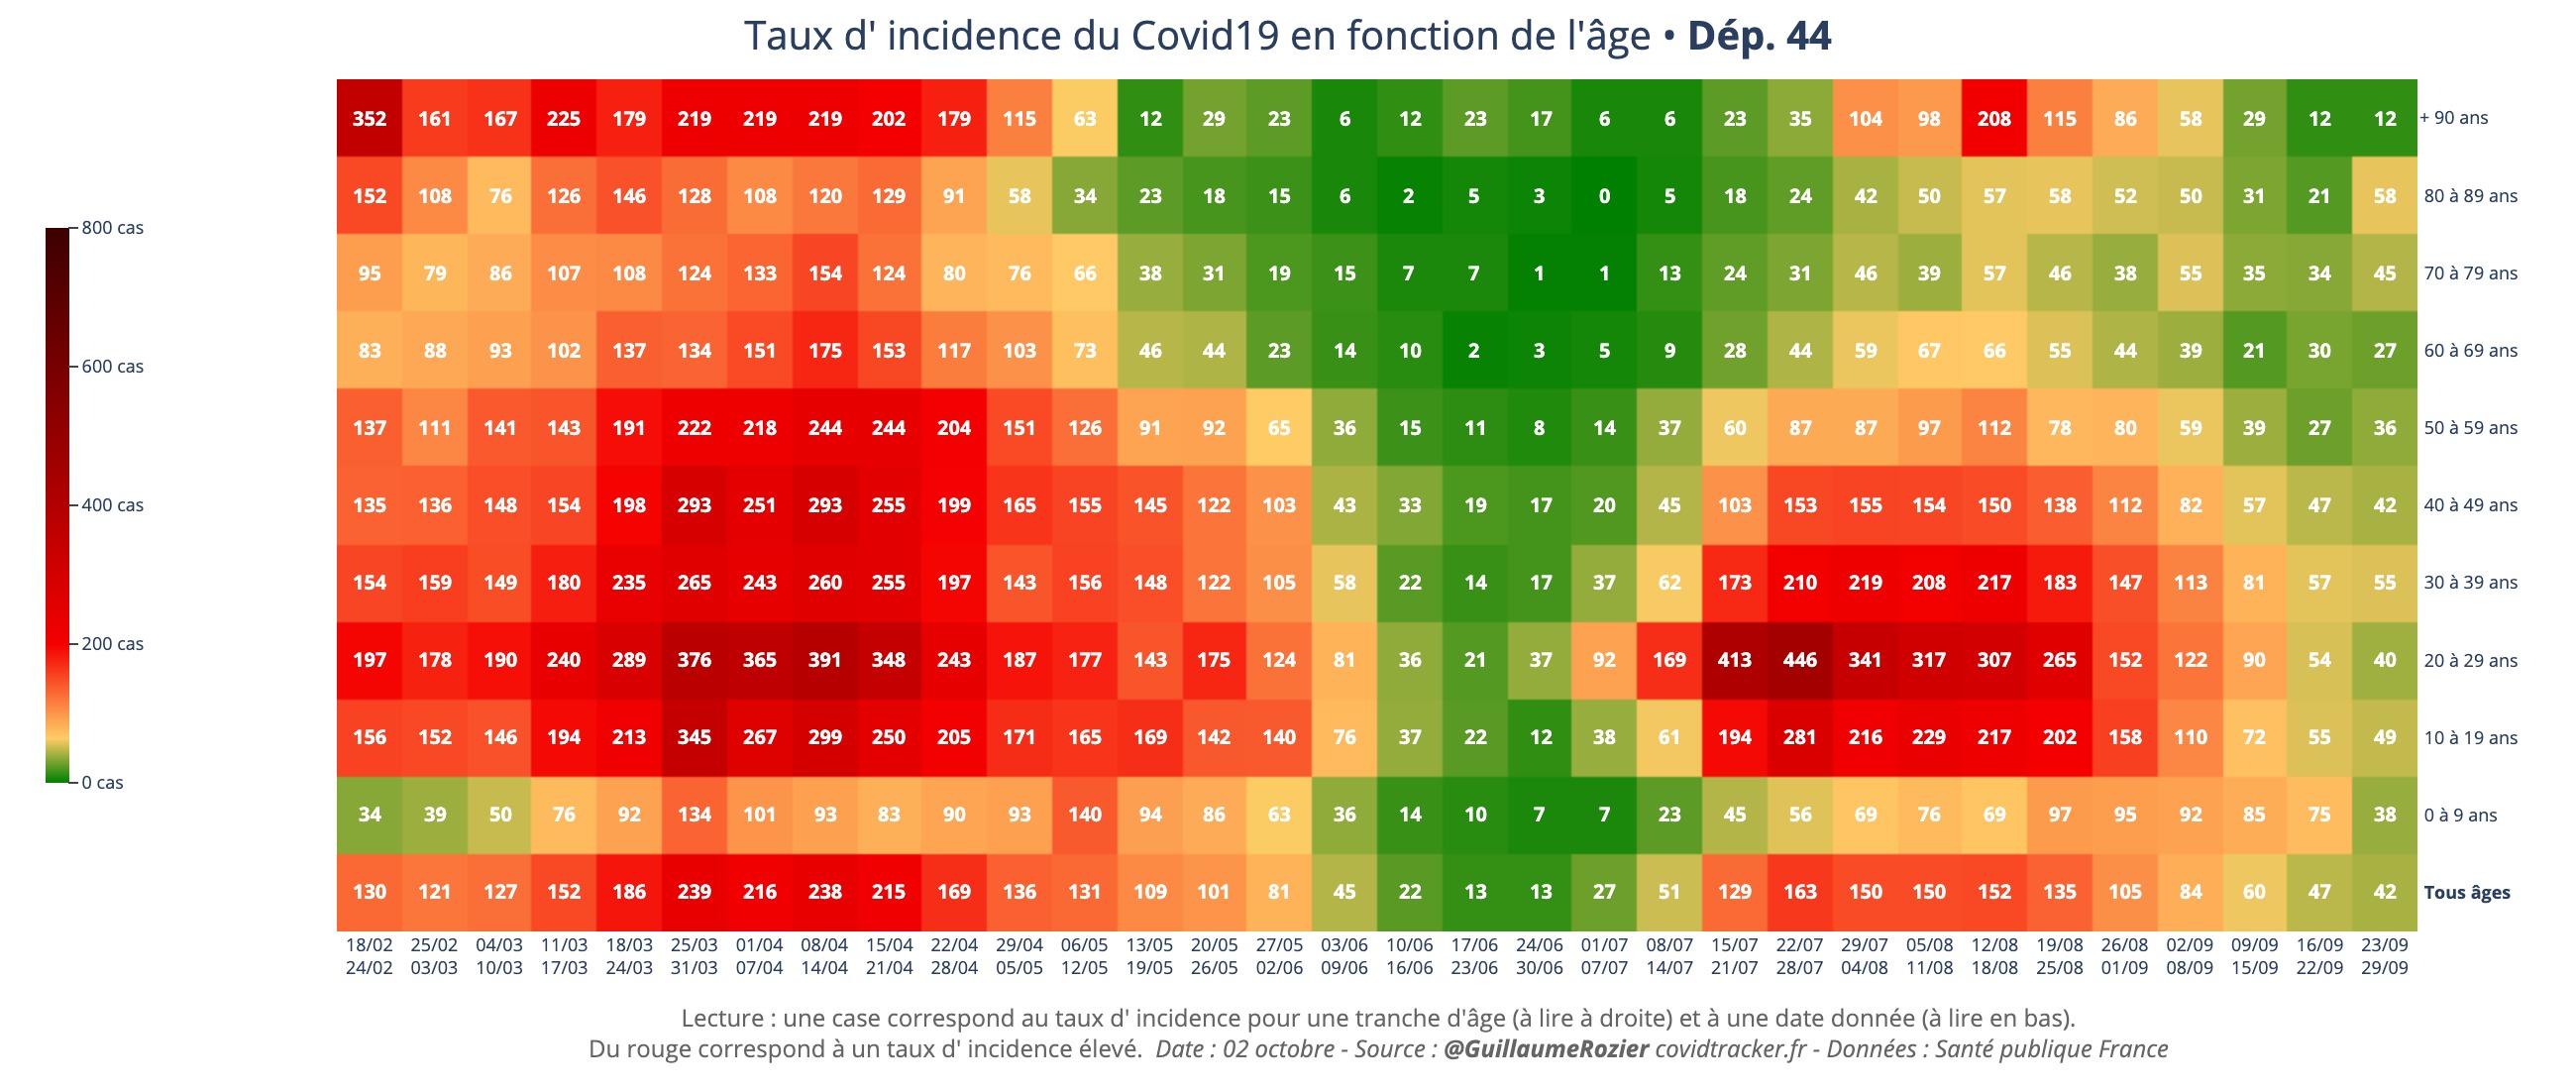 Taux d' incidence du Covid19 en fonction de l'âge • Dép. 44
800 cas
600 cas
400 cas
200 cas
0 cas
352 161 167 225 179 219 219 219 202 179 115 63 12 29 23 6 12 23 17 6 6 23 35 104 98 208 115 86 58 29 12 12 + 90 ans
152 108 76 126 146 128 108 120 129 91 58 34 23 18 15 6 2 5 3 0 5 18 24 42 50 57 58 52 50 31 21 58 80 à 89 ans
95 79 86 107 108 124 133 154 124 80 76 66 38 31 19 15 7 7 1 1 13 24 31 46 39 57 46 38 55 35 34 45 70 à 79 ans
83 88 93 102 137 134 151 175 153 117 103 73 46 44 23 14 10 2 3 5 9 28 44 59 67 66 55 44 39 21 30 27 60 à 69 ans
137 111 141 143 191 222 218 244 244 204 151 126 91 92 65 36 15 11 8 14 37 60 87 87 97 112 78 80 59 39 27 36 50 à 59 ans
135 136 148 154 198 293 251 293 255 199 165 155 145 122 103 43 33 19 17 20 45 103 153 155 154 150 138 112 82 57 47 42 40 à 49 ans
154 159 149 180 235 265 243 260 255 197 143 156 148 122 105 58 22 14 17 37 62 173 210 219 208 217 183 147 113 81 57 55 30 à 39 ans
197 178 190 240 289 376 365 391 348 243 187 177 143 175 124 81 36 21 37 92 169 413 446 341 317 307 265 152 122 90 54 40 20 à 29 ans
156 152 146 194 213 345 267 299 250 205 171 165 169 142 140 76 37 22 12 38 61 194 281 216 229 217 202 158 110 72 55 49 10 à 19 ans
34 39 50 76 92 134 101 93 83 90 93 140 94 86 63 36 14 10 7 7 23 45 56 69 76 69 97 95 92 85 75 38 0 à 9 ans
130 121 127 152 186 239 216 238 215 169 136 131 109 101 81 45 22 13 13 27 51 129 163 150 150 152 135 105 84 60 47 42 Tous âges
18/02 25/02 04/03 11/03 18/03 25/03 01/04 08/04 15/04 22/04 29/04 06/05 13/05 20/05 27/05 03/06 10/06 17/06 24/06 01/07 08/07 15/07 22/07 29/07 05/08 12/08 19/08 26/08 02/09 09/09 16/09 23/09
24/02 03/03 10/03 17/03 24/03 31/03 07/04 14/04 21/04 28/04 05/05 12/05 19/05 26/05 02/06 09/06 16/06 23/06 30/06 07/07 14/07 21/07 28/07 04/08 11/08 18/08 25/08 01/09 08/09 15/09 22/09 29/09
Lecture : une case correspond au taux d' incidence pour une tranche d'âge (à lire à droite) et à une date donnée (à lire en bas).
Du rouge correspond à un taux d' incidence élevé. Date : 02 octobre - Source : @GuillaumeRozier covidtracker.fr - Données : Santé publique France